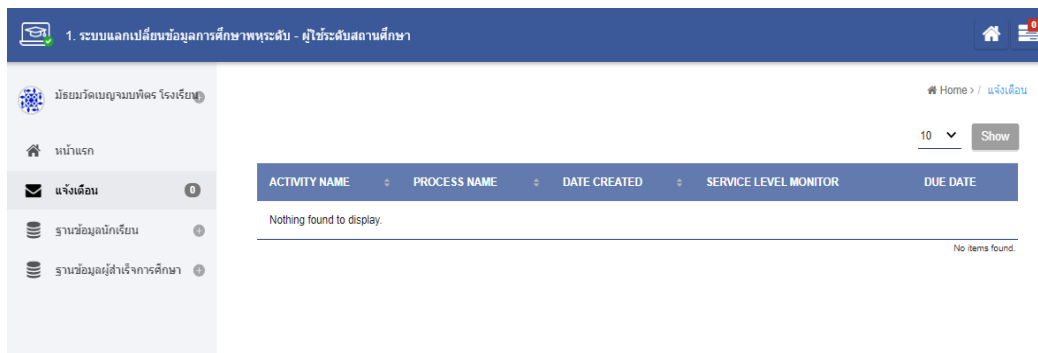 1. ระบบแลกเปลี่ยนข้อมูลการศึกษาพหุระดับ - ผู้ใช้ระดับสถานศึกษา
0
มัธยมวัดเบญจมบพิตร โรงเรียน
Home > / แจ้งเตือน
หน้าแรก
10 Show
แจ้งเตือน 0
ACTIVITY NAME PROCESS NAME DATE CREATED SERVICE LEVEL MONITOR DUE DATE
Nothing found to display.
ฐานข้อมูลนักเรียน
No items found.
ฐานข้อมูลผู้สำเร็จการศึกษา